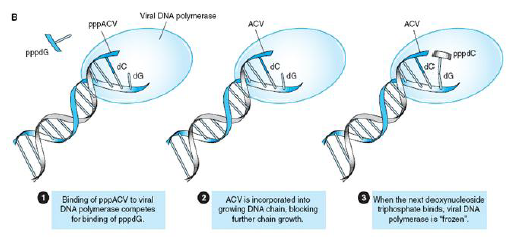 B
Viral DNA polymerase
pppACV
pppdG
dC
dG
ACV
dC
dG
ACV
pppdC
dC
dG
1 Binding of pppACV to viral
DNA polymerase competes
for binding of pppdG.
2 ACV is incorporated into
growing DNA chain, blocking
further chain growth.
3 When the next deoxynucleoside
triphosphate binds, viral DNA
polymerase is "frozen".